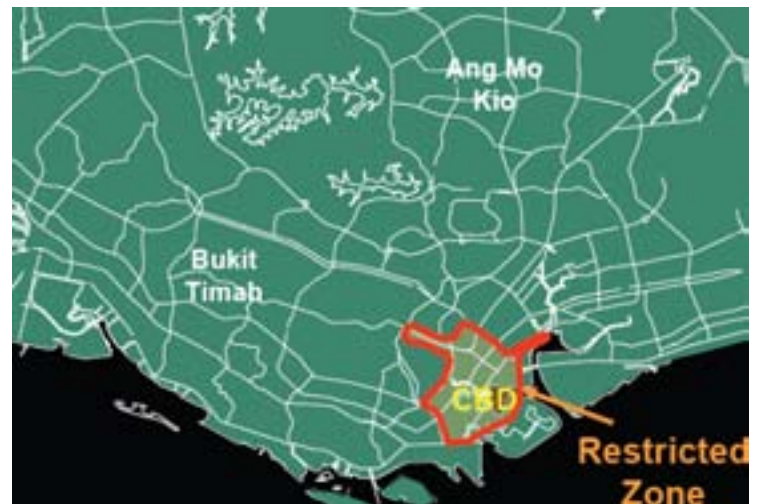 Ang Mo
Kio
Bukit
Timah
CBD
Restricted
Zone